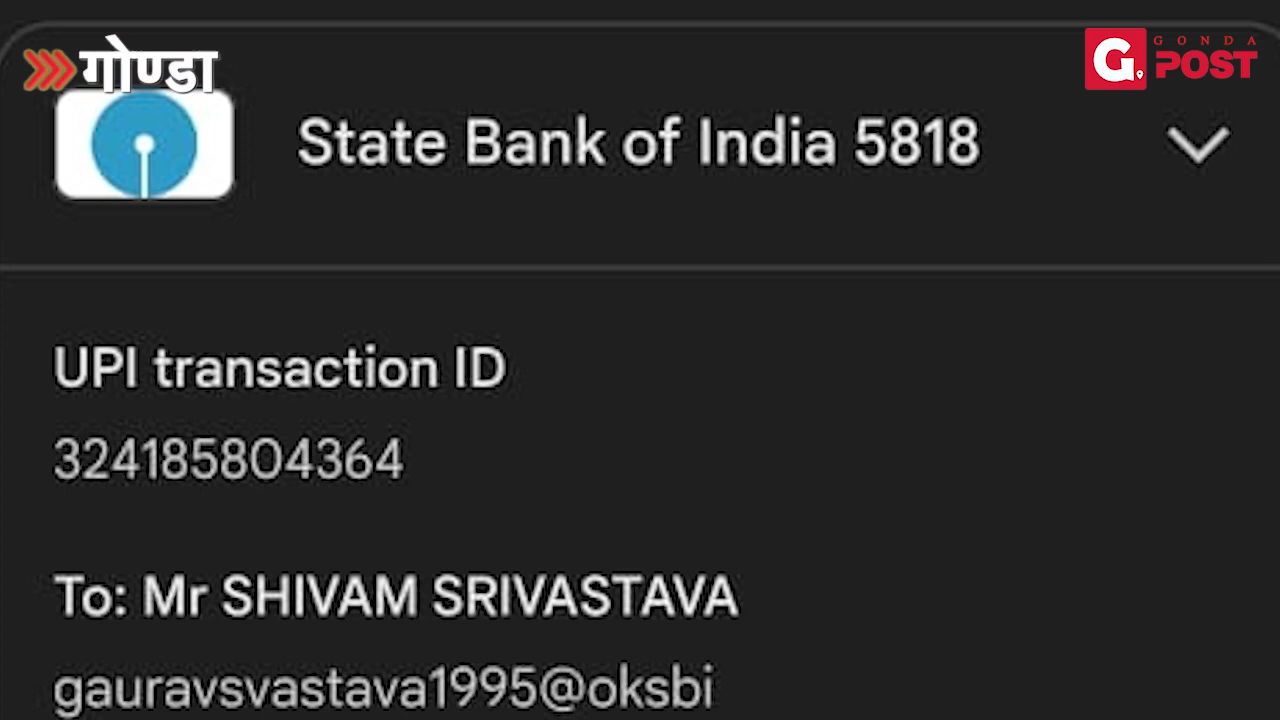 गोण्डा
GONDA
G. POST
State Bank of India 5818
UPI transaction ID
324185804364
To: Mr SHIVAM SRIVASTAVA
gauravsvastava1995@oksbi